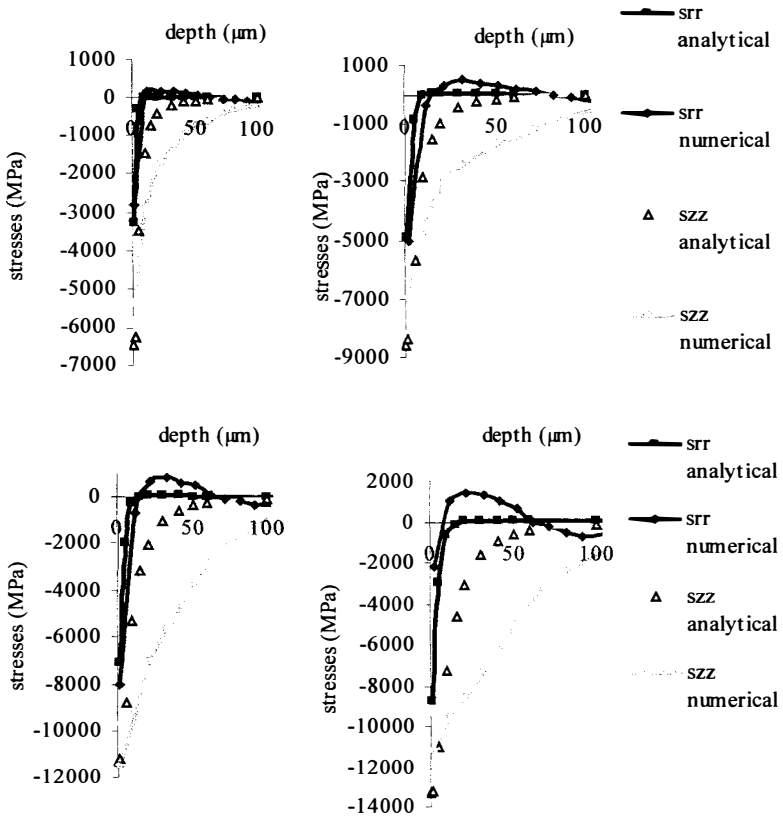 depth (μm)
1000
0
-1000
-2000
-3000
-4000
-5000
-6000
-7000
0
50
100
stresses (MPa)
depth (μm)
1000
-1000
-3000
-5000
-7000
-9000
0
50
100
stresses (MPa)
srr
analytical
srr
numerical
szz
analytical
szz
numerical
depth (μm)
0
-2000
-4000
-6000
-8000
-10000
-12000
0
50
100
stresses (MPa)
depth (μm)
2000
0
-2000
-4000
-6000
-8000
-10000
-12000
-14000
0
50
100
stresses (MPa)
srr
analytical
srr
numerical
szz
analytical
szz
numerical